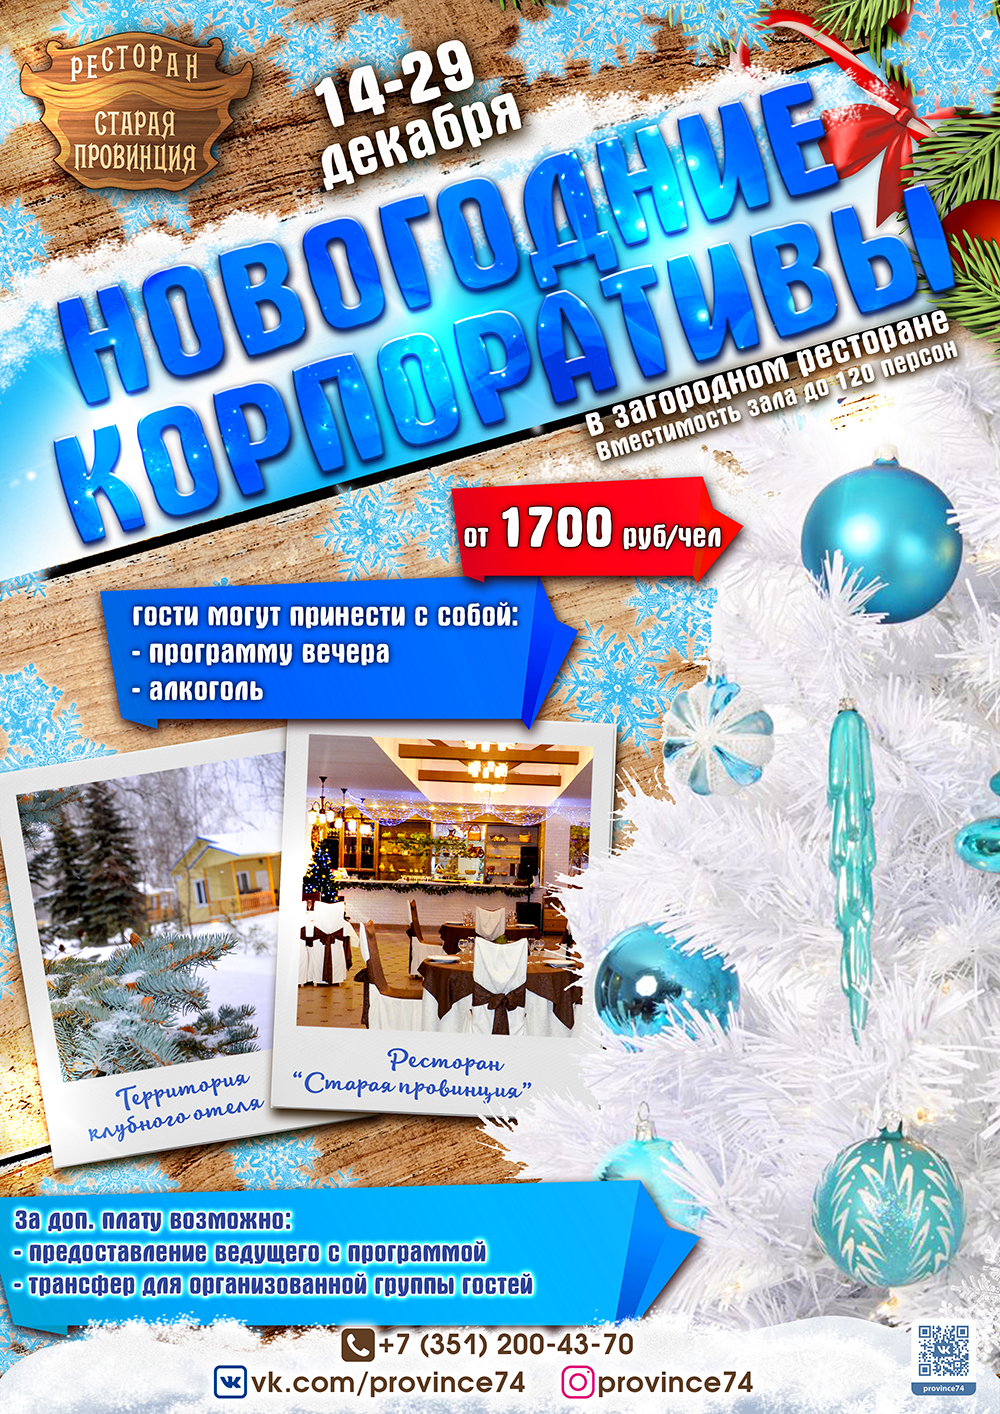 РЕСТОРАН
СТАРАЯ
ПРОВИНЦИЯ
14-29
декабря
НОВОГОДНИЕ
КОРПОРАТИВЫ
в загородном ресторане
Вместимость зала до 120 персон
от 1700 руб/чел
гости могут принести с собой:
- программу вечера
- алкоголь
Территория
клубного отеля
Ресторан
“Старая провинция”
За доп. плату возможно:
- предоставление ведущего с программой
- трансфер для организованной группы гостей
+7 (351) 200-43-70
vk.com/province74
province74
province74